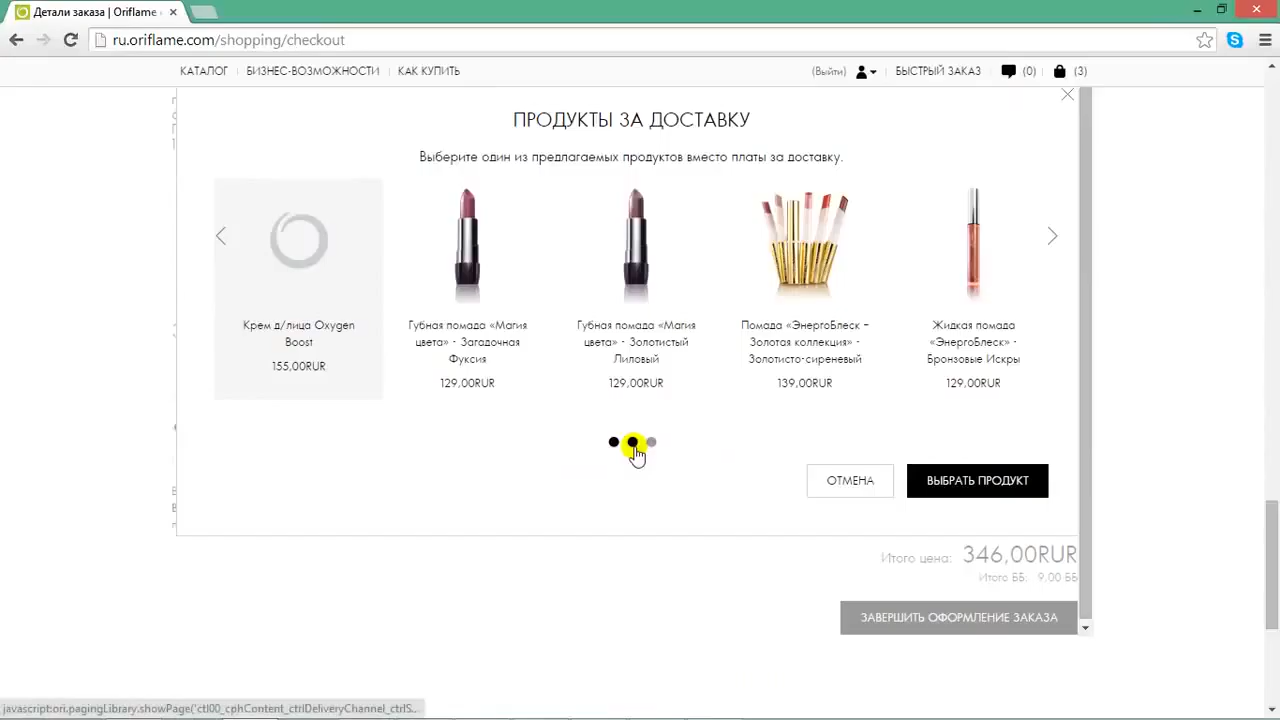 Детали заказа | Oriflame
ru.oriflame.com/shopping/checkout
КАТАЛОГ БИЗНЕС-ВОЗМОЖНОСТИ КАК КУПИТЬ (Выйти) БЫСТРЫЙ ЗАКАЗ (0) (3)
ПРОДУКТЫ ЗА ДОСТАВКУ
Выберите один из предлагаемых продуктов вместо платы за доставку.
Крем д/лица Oxygen
Boost
155,00RUR
Губная помада «Магия
цвета» - Загадочная
Фуксия
129,00RUR
Губная помада «Магия
цвета» - Золотистый
Лиловый
129,00RUR
Помада «ЭнергоБлеск –
Золотая коллекция» -
Золотисто-сиреневый
139,00RUR
Жидкая помада
«ЭнергоБлеск» -
Бронзовые Искры
129,00RUR
ОТМЕНА ВЫБРАТЬ ПРОДУКТ
Итого цена: 346,00RUR
Итого ББ: 9,00 ББ
ЗАВЕРШИТЬ ОФОРМЛЕНИЕ ЗАКАЗА
javascript:ori.pagingLibrary.showPage('ctl00_cphContent_ctrlDeliveryChannel_ctrlS...